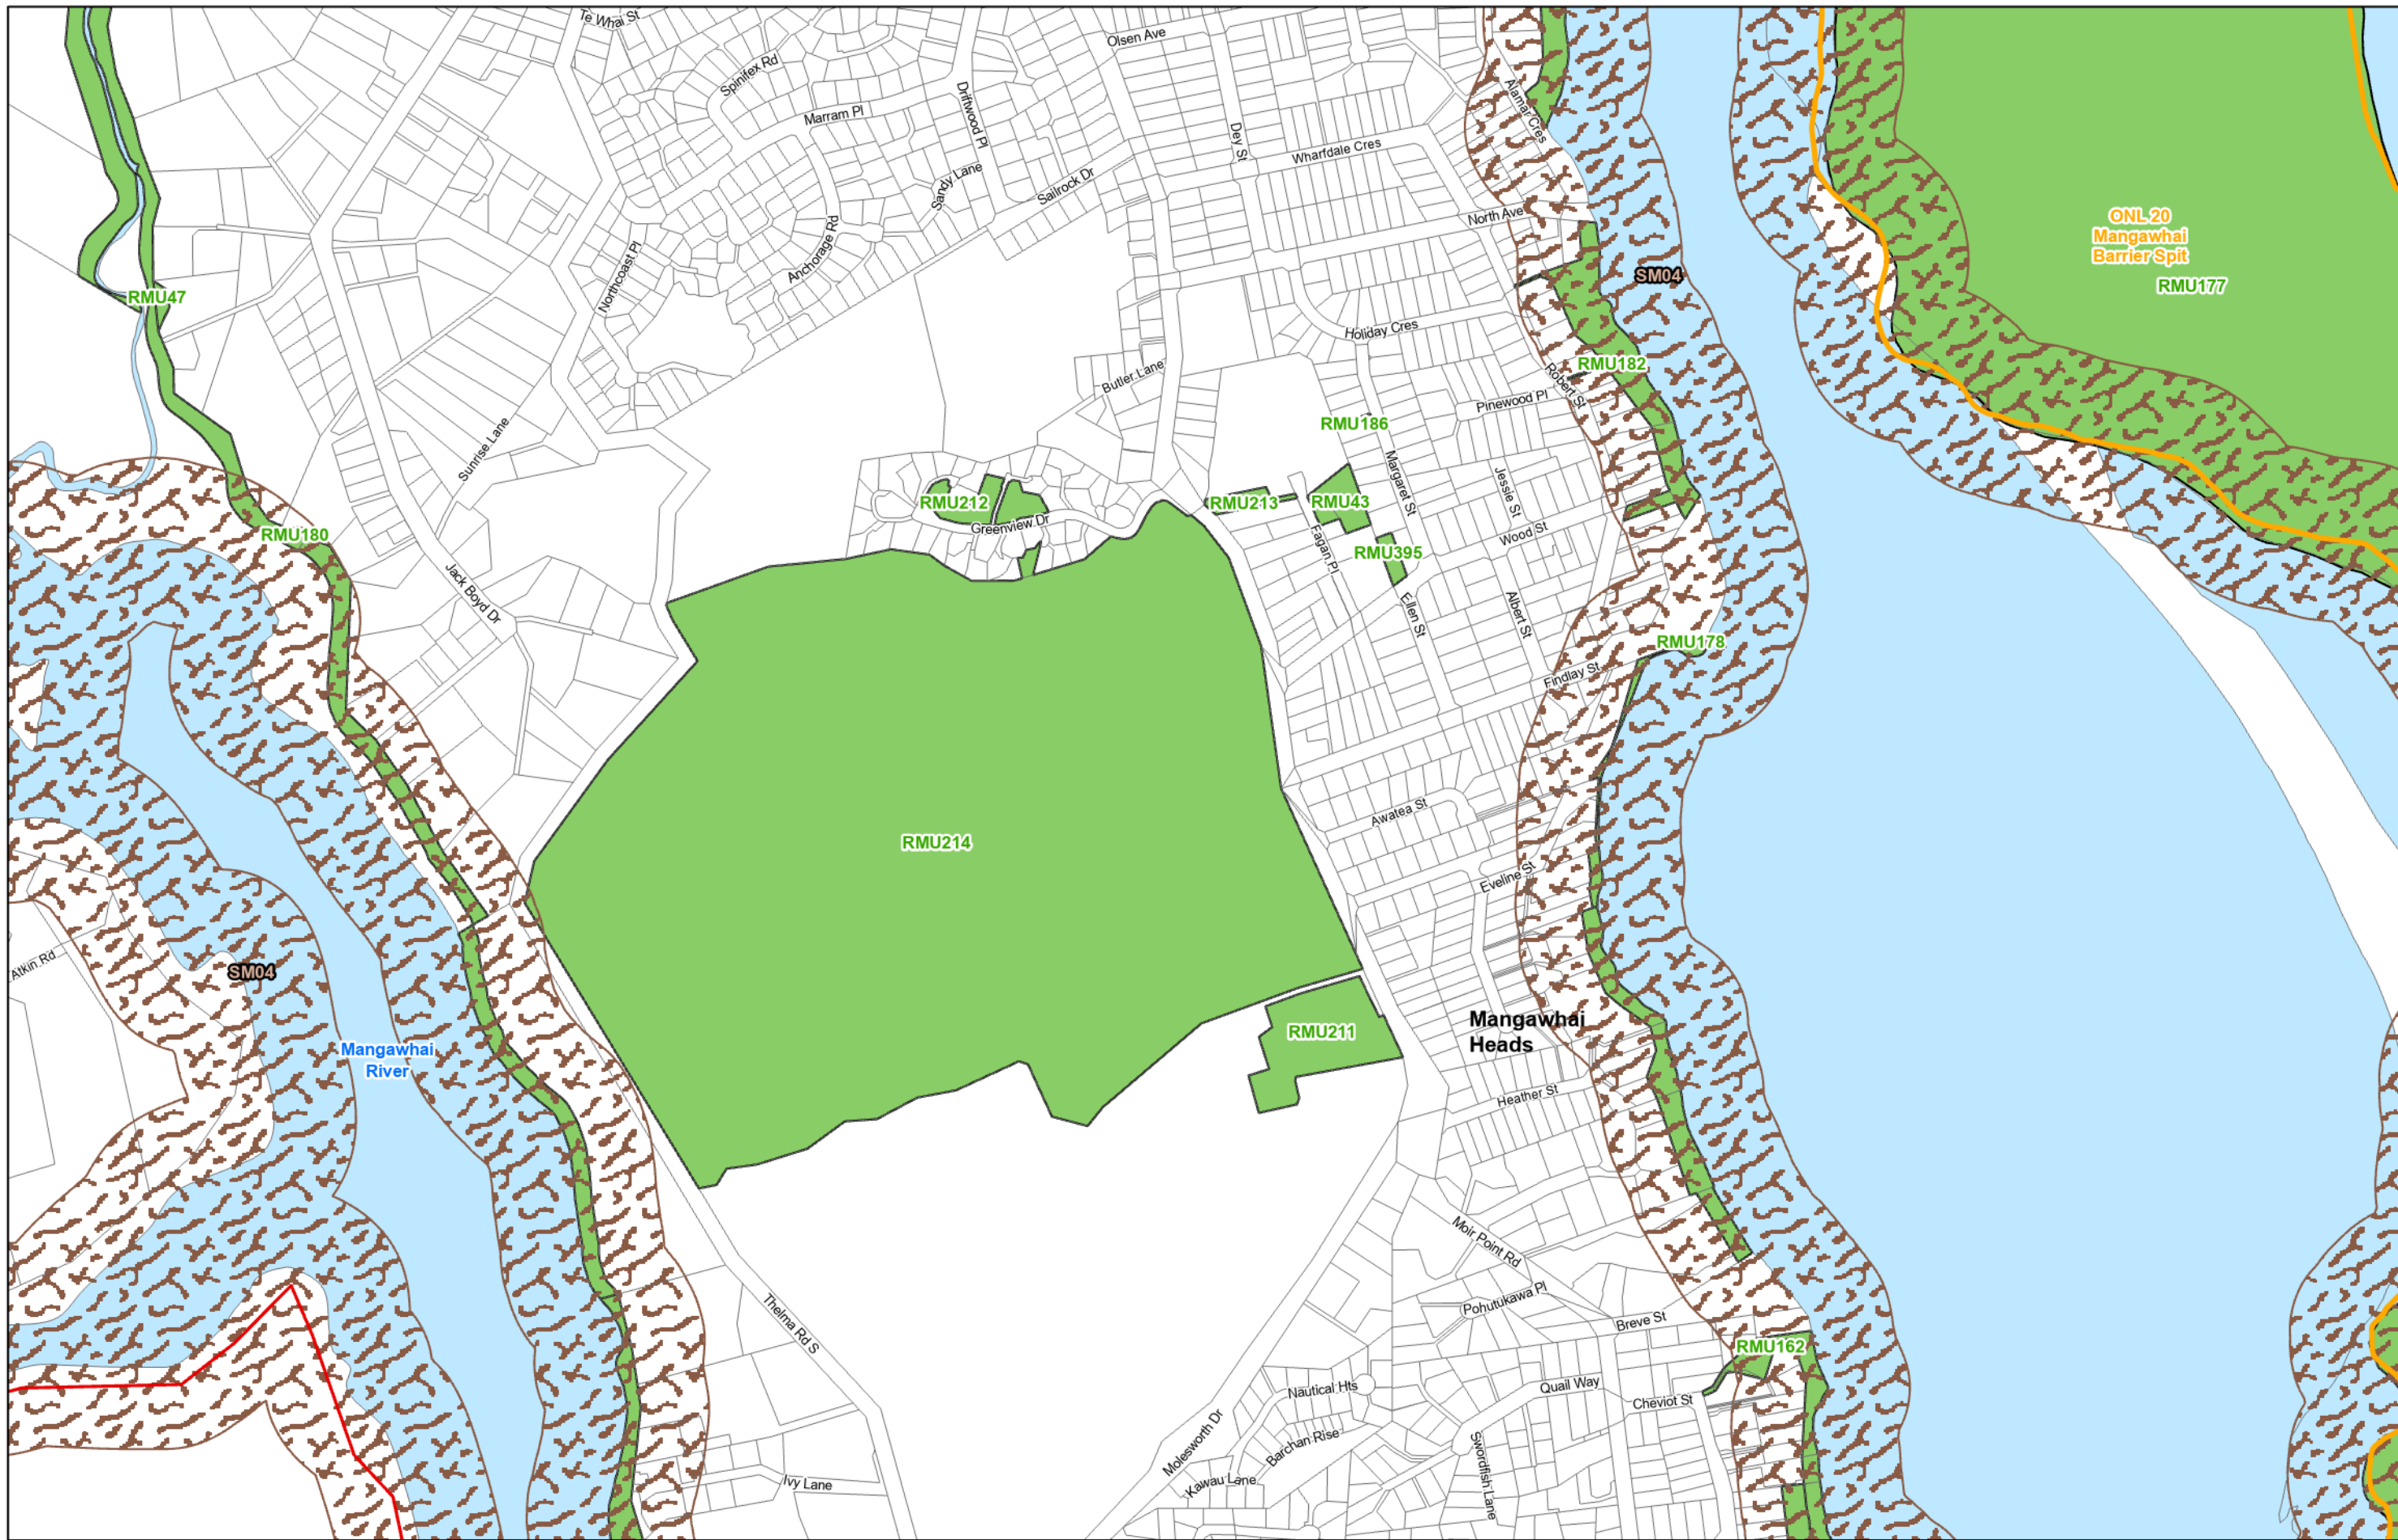 Te Whai St
Olsen Ave
Spinifex Rd
Marram Pl
Driftwood Pl
Alamar Cres
Dey St
Wharfdale Cres
Sandy Lane
Sailrock Dr
North Ave
ONL 20
Mangawhai
Barrier Spit
RMU177
Anchorage Rd
Northcoast Pl
SM04
RMU47
Holiday Cres
RMU182
Butler Lane
Robert St
Pinewood Pl
RMU186
Sunrise Lane
Margaret St
Jessie St
RMU212
RMU213
RMU43
Greenview Dr
RMU180
Fagan Pl
Wood St
RMU395
Jack Boyd Dr
Ellen St
Albert St
RMU178
Findlay St
Awatea St
RMU214
Eveline St
Atkin Rd
SM04
Mangawhai
Heads
RMU211
Mangawhai
River
Heather St
Moir Point Rd
Pohutukawa Pl
Thelma Rd S
Breve St
RMU162
Nautical Hts
Quail Way
Cheviot St
Molesworth Dr
Barchan Rise
Swordfish Lane
Kawau Lane
Ivy Lane